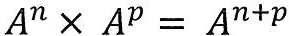 Aⁿ × Aᵖ = Aⁿ⁺ᵖ